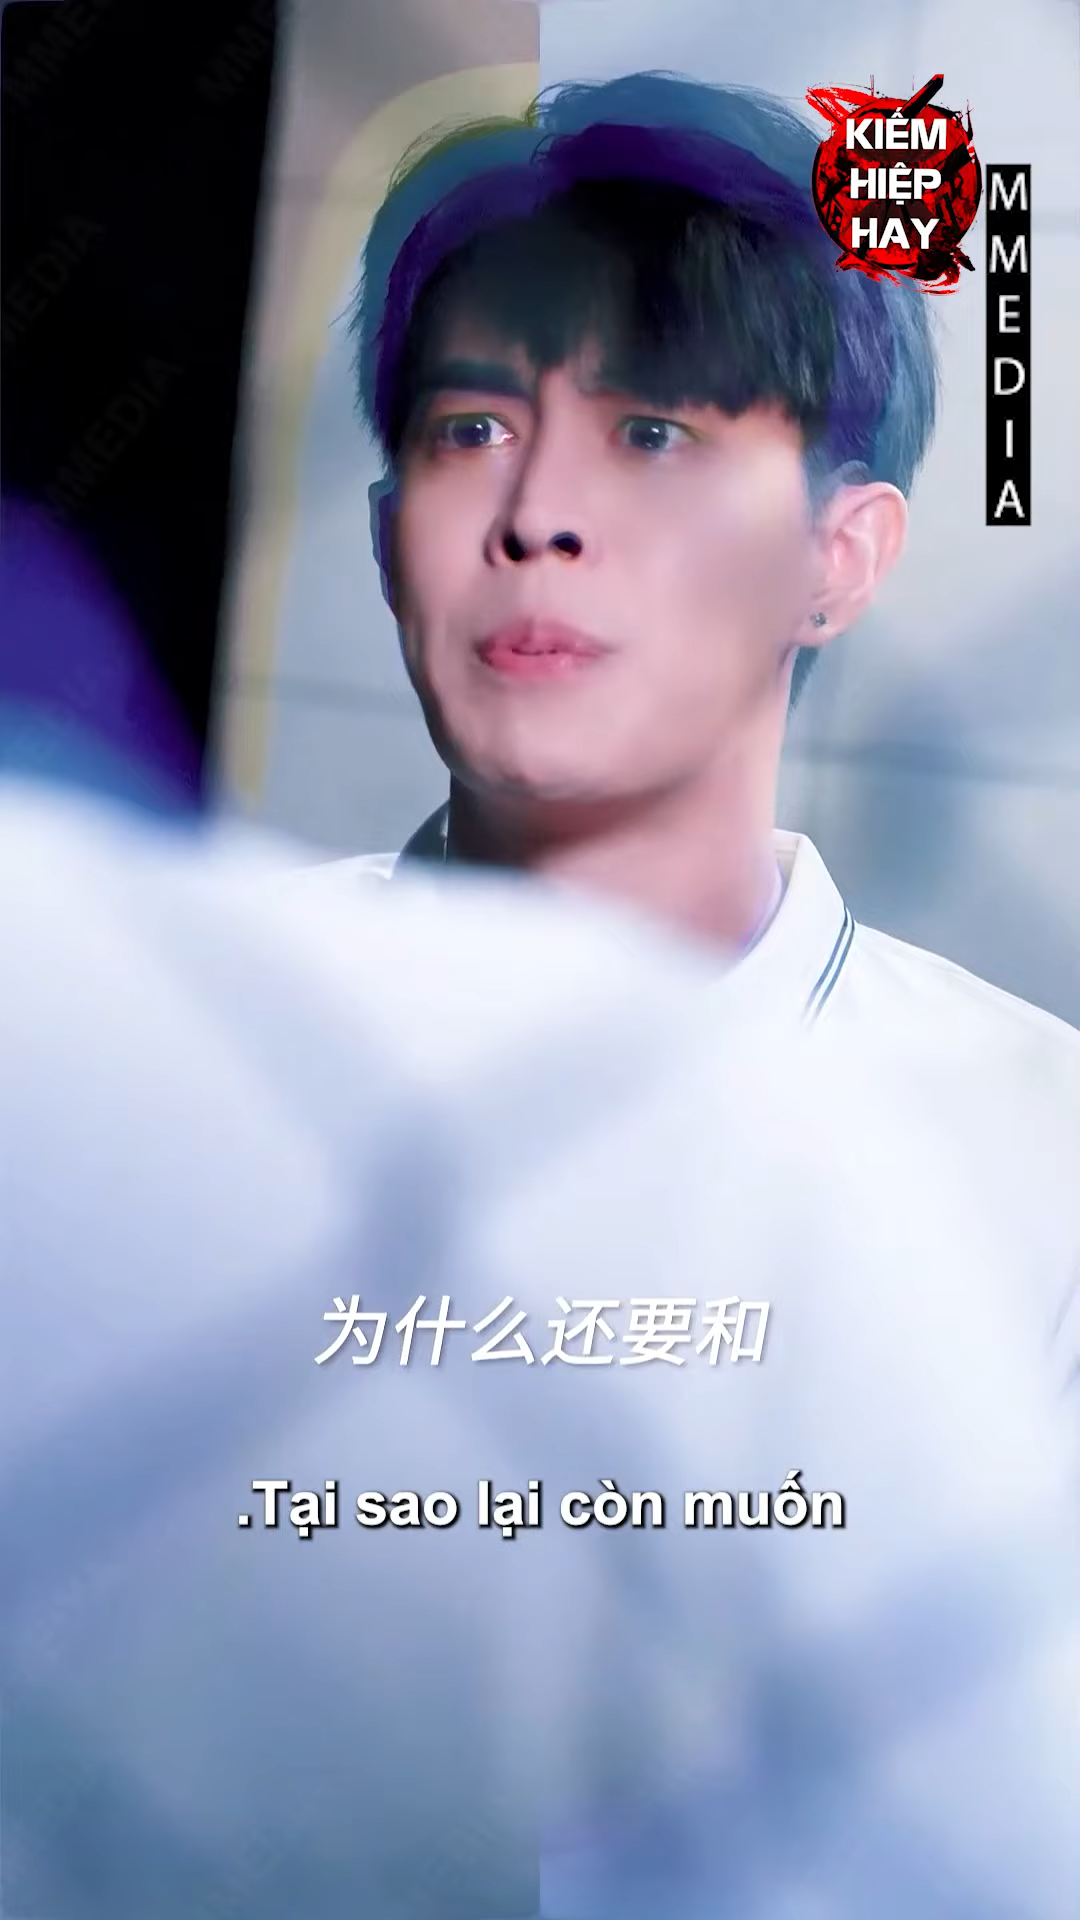 KIẾM
HIỆP
HAY
MMEDIA
为什么还要和
.Tại sao lại còn muốn